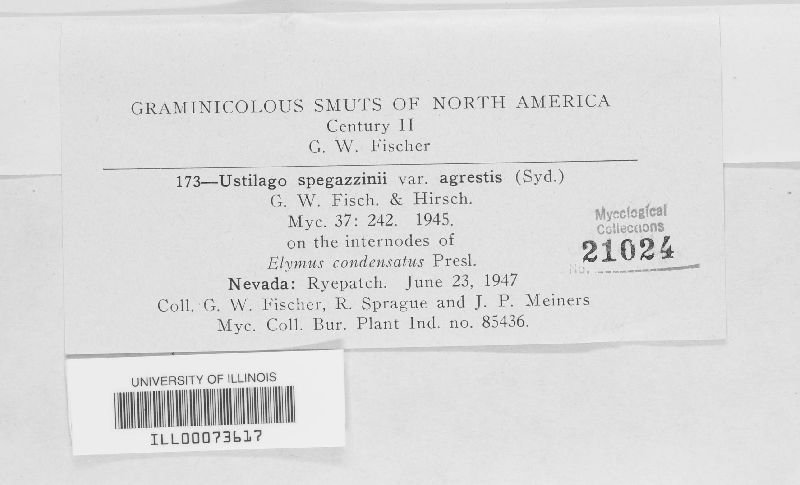 GRAMINICOLOUS SMUTS OF NORTH AMERICA
Century II
G. W. Fischer
173—Ustilago spegazzinii var. agrestis (Syd.)
G. W. Fisch. & Hirsch.
Myc. 37: 242. 1945.
on the internodes of
Elymus condensatus Presl.
Nevada: Ryepatch. June 23, 1947
Coll. G. W. Fischer, R. Sprague and J. P. Meiners
Myc. Coll. Bur. Plant Ind. no. 85436.
Mycological
Collections
21024
No.
UNIVERSITY OF ILLINOIS
ILL00073617